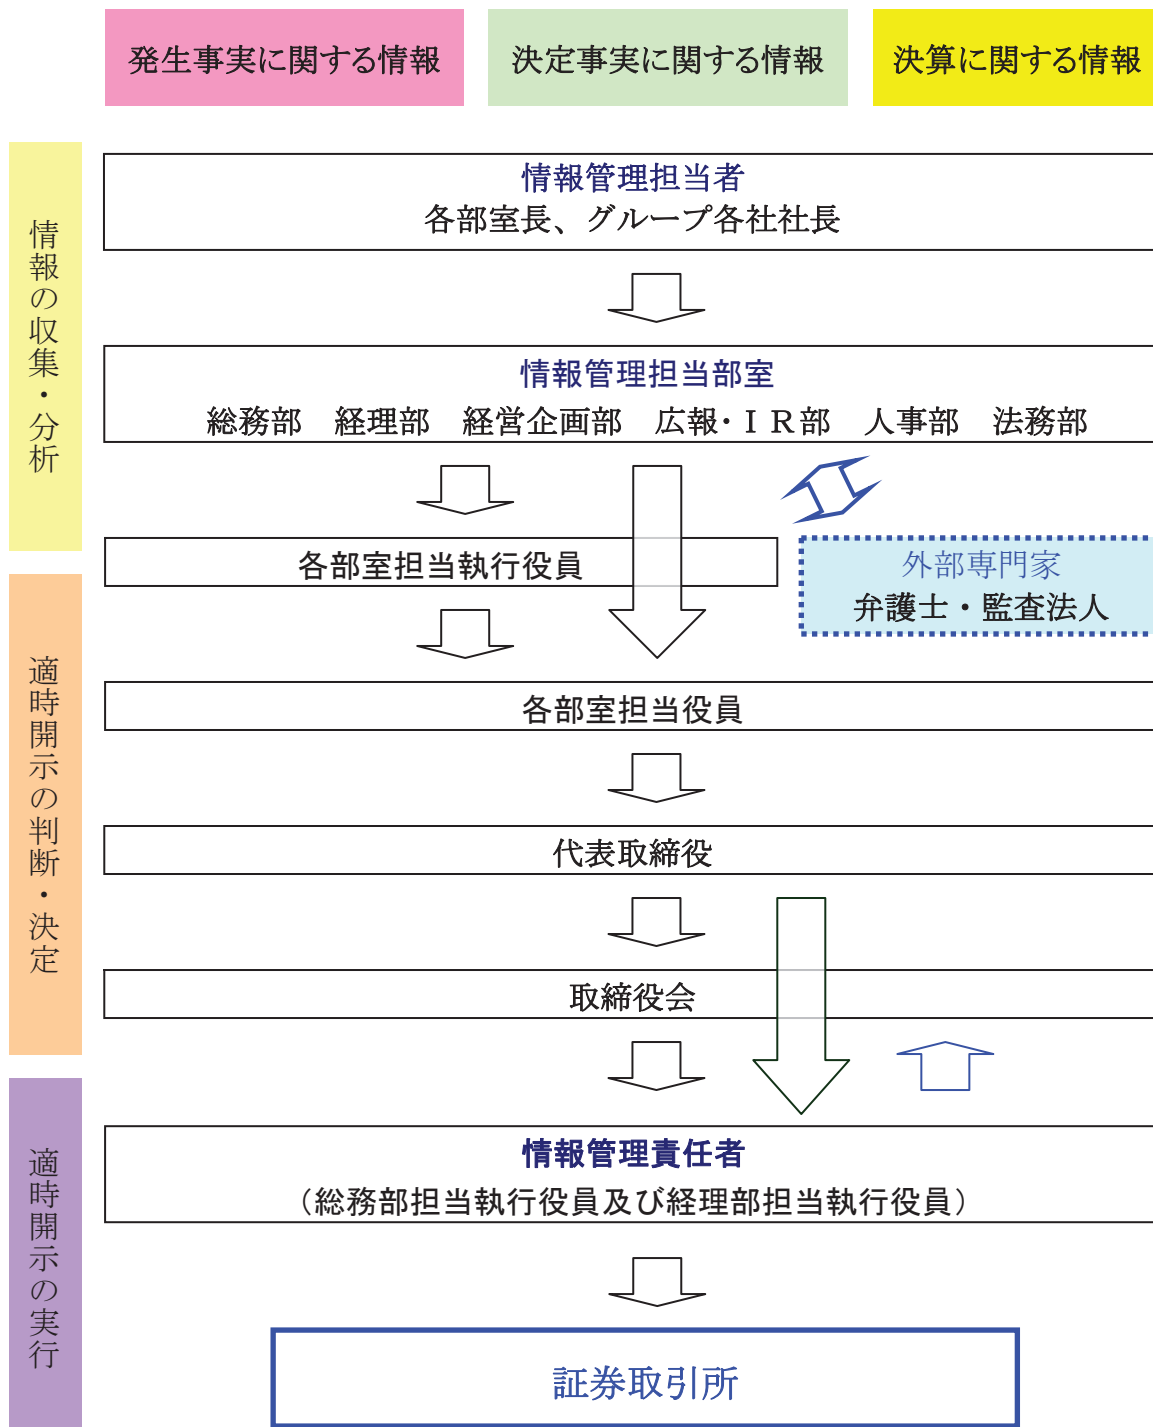 発生事実に関する情報
決定事実に関する情報
決算に関する情報
情報の収集・分析
情報管理担当者
各部室長、グループ各社社長
情報管理担当部室
総務部　経理部　経営企画部　広報・ＩＲ部　人事部　法務部
各部室担当執行役員
外部専門家
弁護士・監査法人
適時開示の判断・決定
各部室担当役員
代表取締役
取締役会
適時開示の実行
情報管理責任者
（総務部担当執行役員及び経理部担当執行役員）
証券取引所